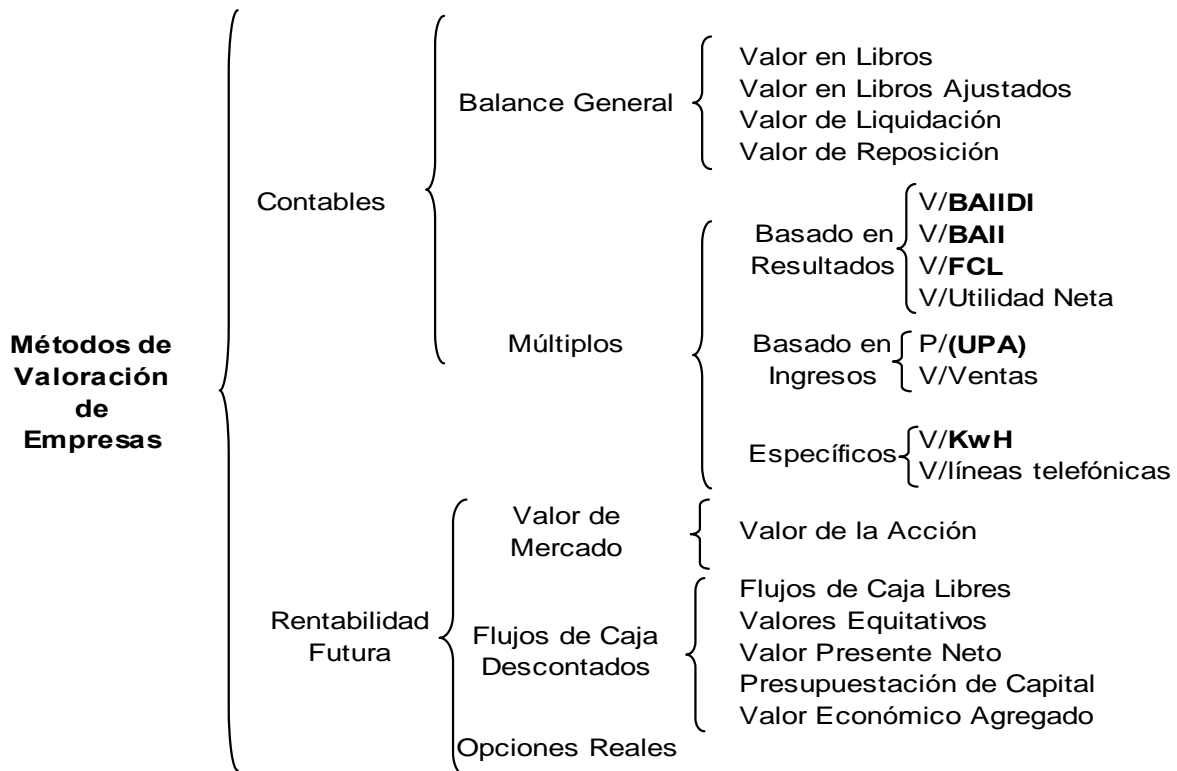 Métodos de
Valoración
de
Empresas
Contables
Balance General
Valor en Libros
Valor en Libros Ajustados
Valor de Liquidación
Valor de Reposición
Múltiplos
Basado en
Resultados
V/BAIIDI
V/BAII
V/FCL
V/Utilidad Neta
Basado en
Ingresos
P/(UPA)
V/Ventas
Específicos
V/KwH
V/líneas telefónicas
Rentabilidad
Futura
Valor de
Mercado
Valor de la Acción
Flujos de Caja
Descontados
Flujos de Caja Libres
Valores Equitativos
Valor Presente Neto
Presupuestación de Capital
Valor Económico Agregado
Opciones Reales